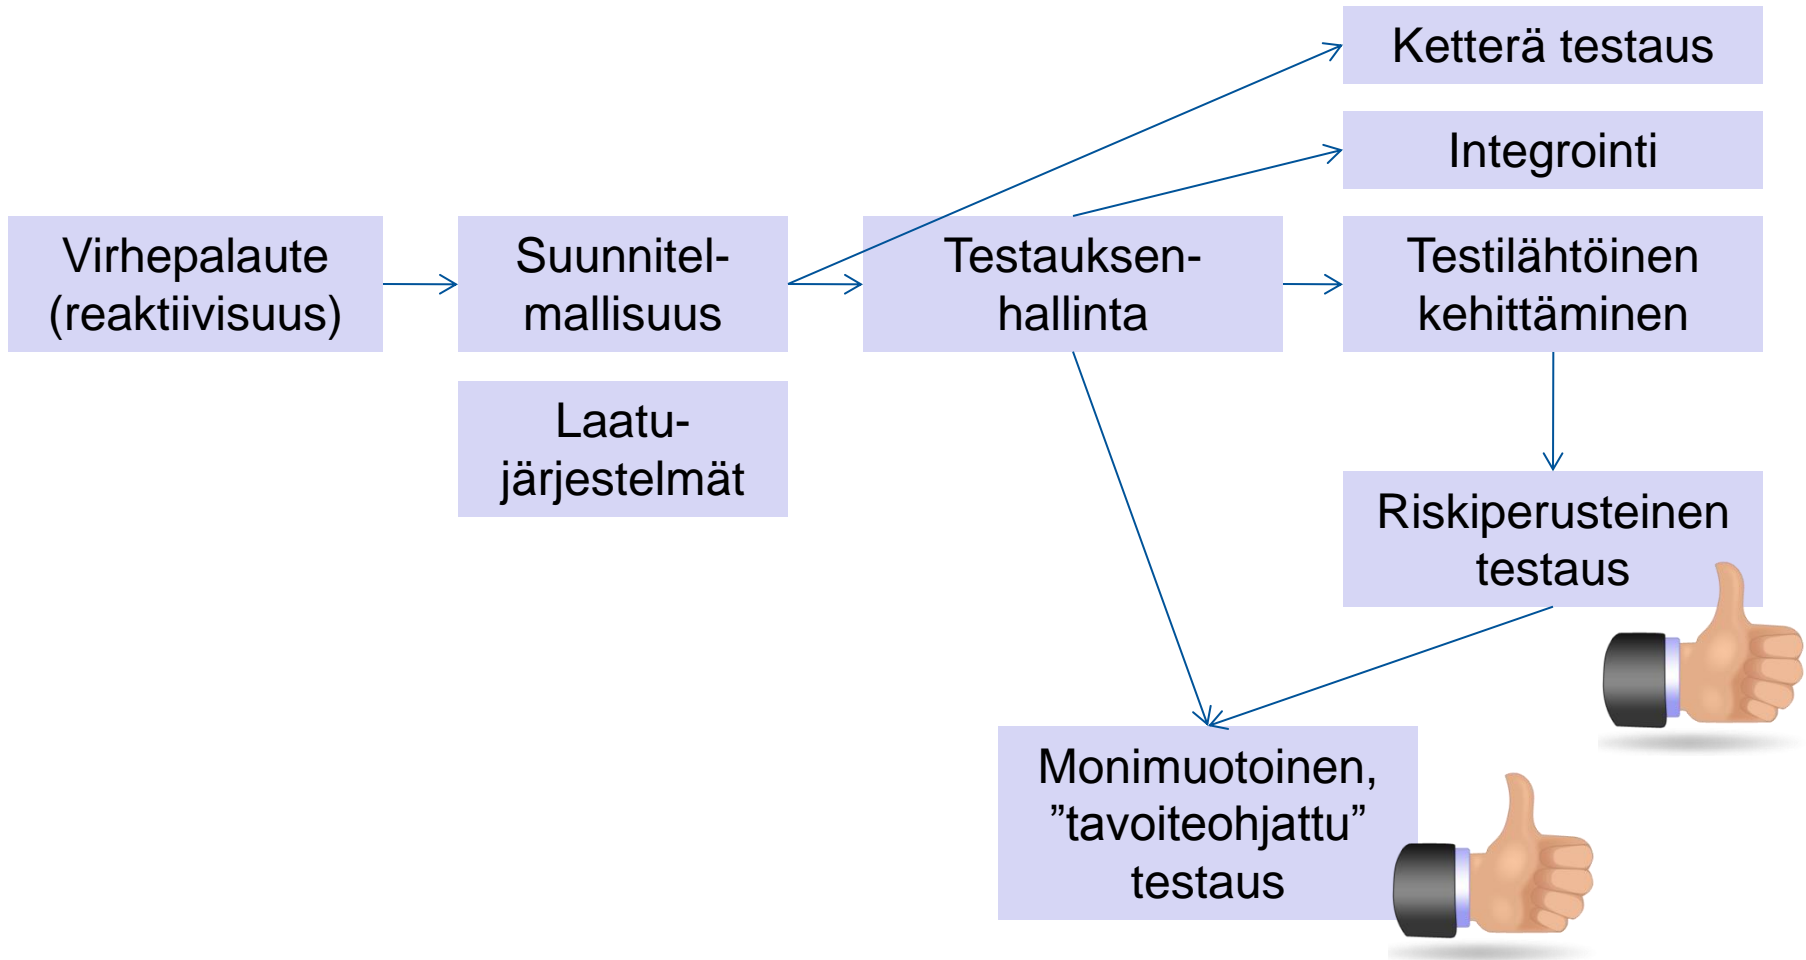 Ketterä testaus
Integrointi
Virhepalaute
(reaktiivisuus)
Suunnitel-
mallisuus
Testauksen-
hallinta
Testilähtöinen
kehittäminen
Laatu-
järjestelmät
Riskiperusteinen
testaus
Monimuotoinen,
”tavoiteohjattu”
testaus